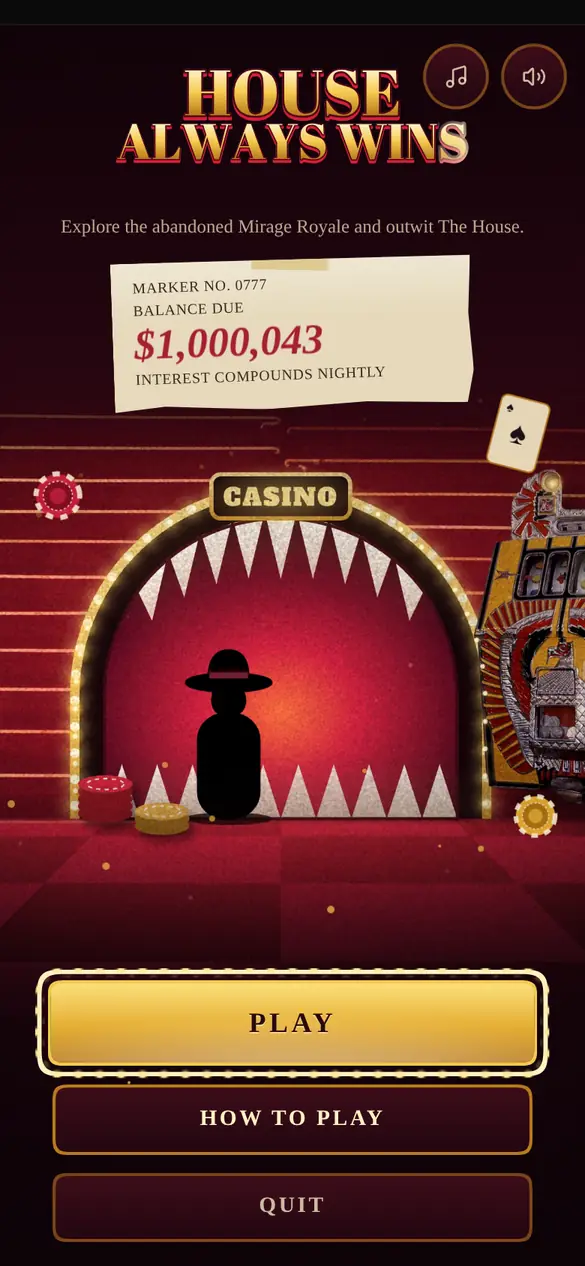 HOUSE
ALWAYS WINS
Explore the abandoned Mirage Royale and outwit The House.
MARKER NO. 0777
BALANCE DUE
$1,000,043
INTEREST COMPOUNDS NIGHTLY
CASINO
PLAY
HOW TO PLAY
QUIT